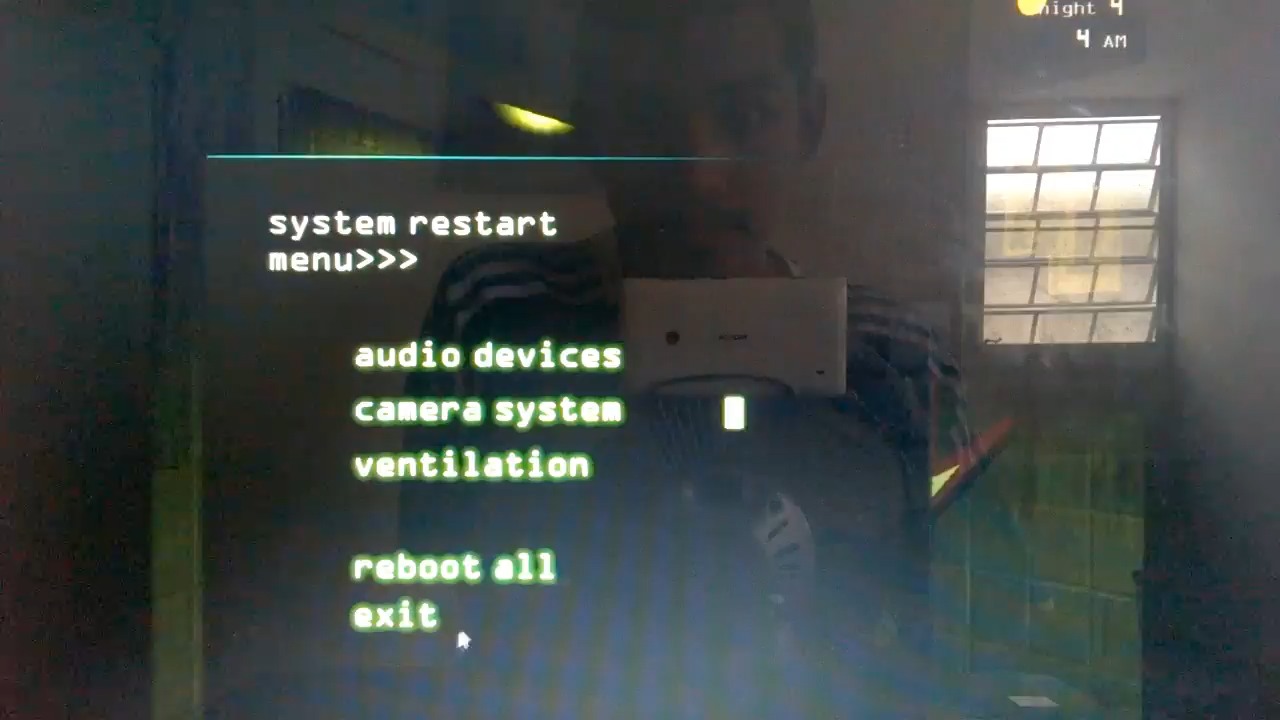 night 4
4 AM
system restart
menu>>>
audio devices
camera system
ventilation
reboot all
exit